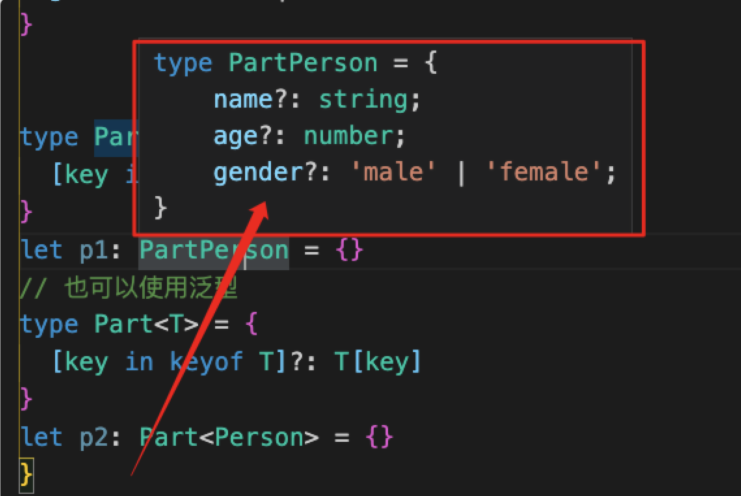 }
type PartPerson = {
name?: string;
age?: number;
gender?: 'male' | 'female';
}
type Par
[key i
}
let p1: PartPerson = {}
// 也可以使用泛型
type Part<T> = {
[key in keyof T]?: T[key]
}
let p2: Part<Person> = {}
}